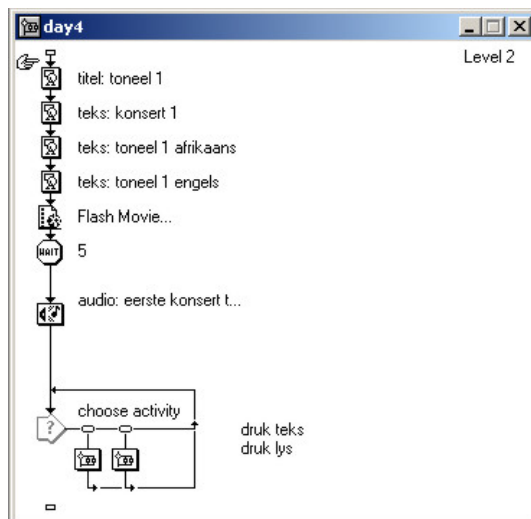 day4
Level 2
titel: toneel 1
teks: konsert 1
teks: toneel 1 afrikaans
teks: toneel 1 engels
Flash Movie...
WAIT 5
audio: eerste konsert t...
choose activity
?
druk teks
druk lys